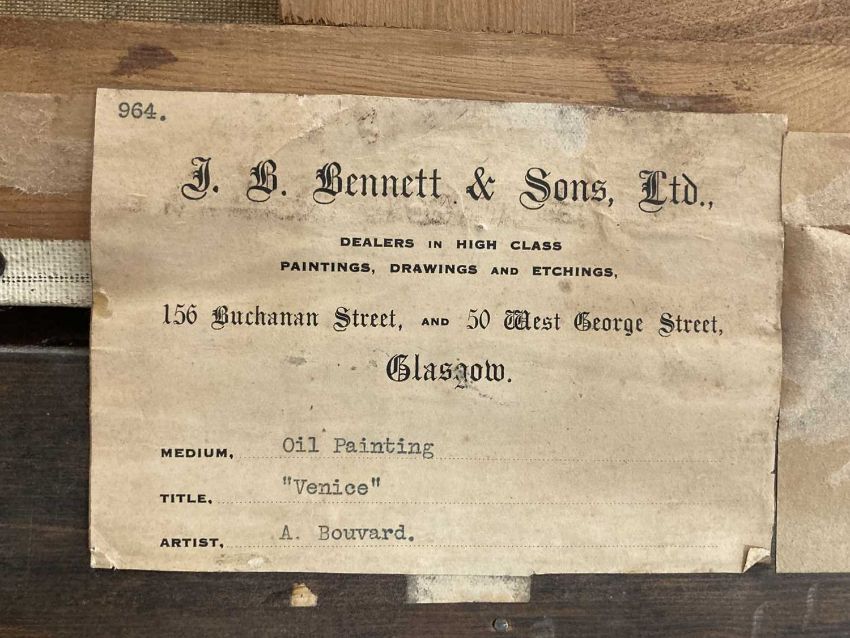 964.
J. B. Bennett & Sons, Ltd.,
DEALERS IN HIGH CLASS
PAINTINGS, DRAWINGS AND ETCHINGS,
156 Buchanan Street, AND 50 West George Street,
Glasgow.
MEDIUM, Oil Painting
TITLE, "Venice"
ARTIST, A. Bouvard.